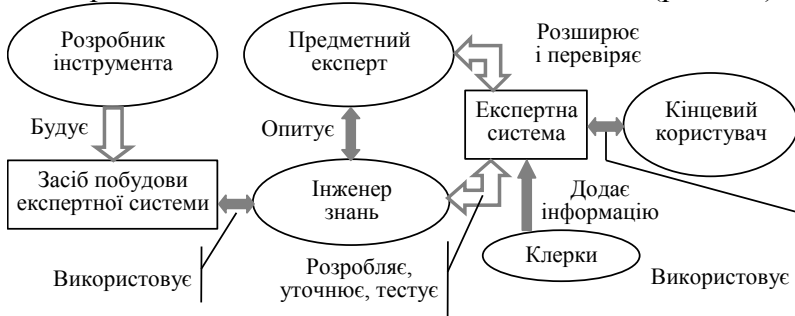 Розробник
інструмента
Предметний
експерт
Розширює
і перевіряє
Будує
Опитує
Експертна
система
Кінцевий
користувач
Засіб побудови
експертної системи
Інженер
знань
Додає
інформацію
Використовує
Розробляє,
уточнює, тестує
Клерки
Використовує